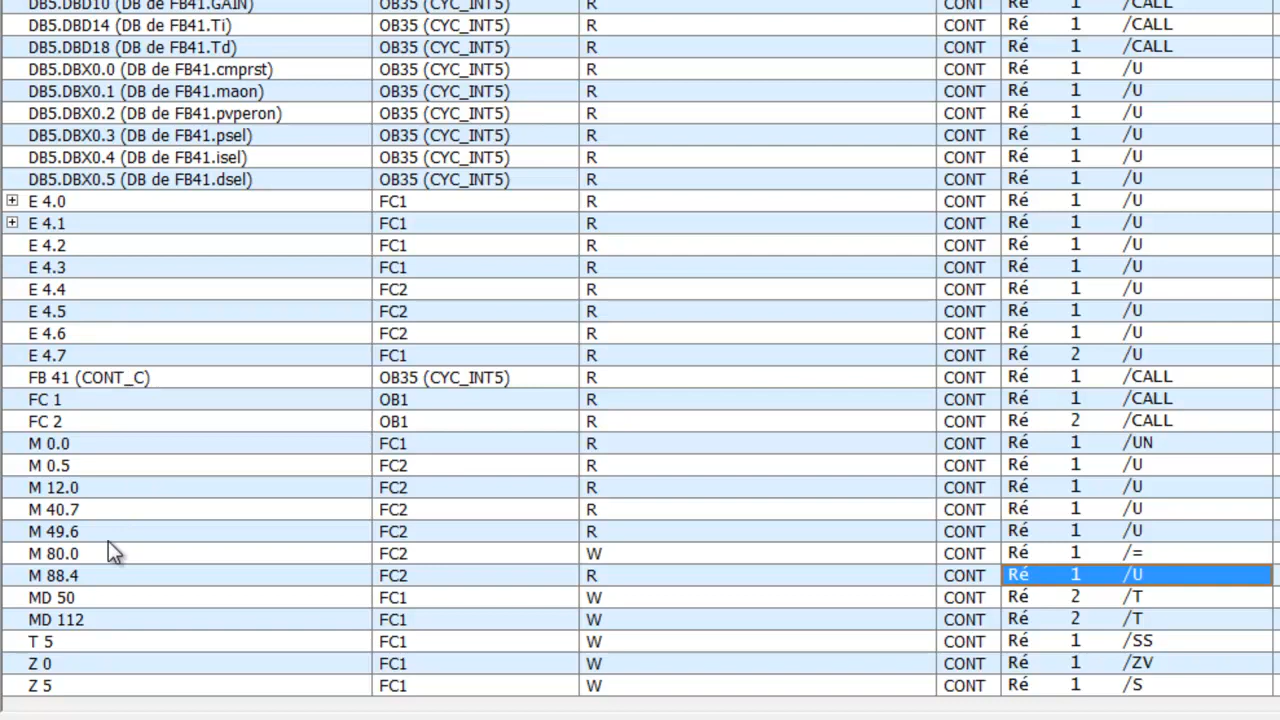 DB5.DBD10 (DB de FB41.GAIN) OB35 (CYC_INT5) R CONT Ré 1 /CALL
DB5.DBD14 (DB de FB41.Ti) OB35 (CYC_INT5) R CONT Ré 1 /CALL
DB5.DBD18 (DB de FB41.Td) OB35 (CYC_INT5) R CONT Ré 1 /CALL
DB5.DBX0.0 (DB de FB41.cmprst) OB35 (CYC_INT5) R CONT Ré 1 /U
DB5.DBX0.1 (DB de FB41.maon) OB35 (CYC_INT5) R CONT Ré 1 /U
DB5.DBX0.2 (DB de FB41.pvperon) OB35 (CYC_INT5) R CONT Ré 1 /U
DB5.DBX0.3 (DB de FB41.psel) OB35 (CYC_INT5) R CONT Ré 1 /U
DB5.DBX0.4 (DB de FB41.isel) OB35 (CYC_INT5) R CONT Ré 1 /U
DB5.DBX0.5 (DB de FB41.dsel) OB35 (CYC_INT5) R CONT Ré 1 /U
E 4.0 FC1 R CONT Ré 1 /U
E 4.1 FC1 R CONT Ré 1 /U
E 4.2 FC1 R CONT Ré 1 /U
E 4.3 FC1 R CONT Ré 1 /U
E 4.4 FC2 R CONT Ré 1 /U
E 4.5 FC2 R CONT Ré 1 /U
E 4.6 FC2 R CONT Ré 1 /U
E 4.7 FC1 R CONT Ré 2 /U
FB 41 (CONT_C) OB35 (CYC_INT5) R CONT Ré 1 /CALL
FC 1 OB1 R CONT Ré 1 /CALL
FC 2 OB1 R CONT Ré 2 /CALL
M 0.0 FC1 R CONT Ré 1 /UN
M 0.5 FC2 R CONT Ré 1 /U
M 12.0 FC2 R CONT Ré 1 /U
M 40.7 FC2 R CONT Ré 1 /U
M 49.6 FC2 R CONT Ré 1 /U
M 80.0 FC2 W CONT Ré 1 /=
M 88.4 FC2 R CONT Ré 1 /U
MD 50 FC1 W CONT Ré 2 /T
MD 112 FC1 W CONT Ré 2 /T
T 5 FC1 W CONT Ré 1 /SS
Z 0 FC1 W CONT Ré 1 /ZV
Z 5 FC1 W CONT Ré 1 /S